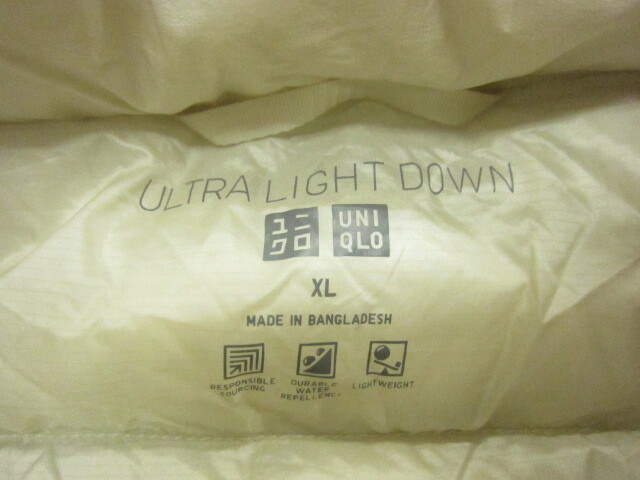 ULTRA LIGHT DOWN
ユニ UNI
クロ QLO
XL
MADE IN BANGLADESH
RESPONSIBLE DURABLE LIGHTWEIGHT
SOURCING WATER
REPELLENCY